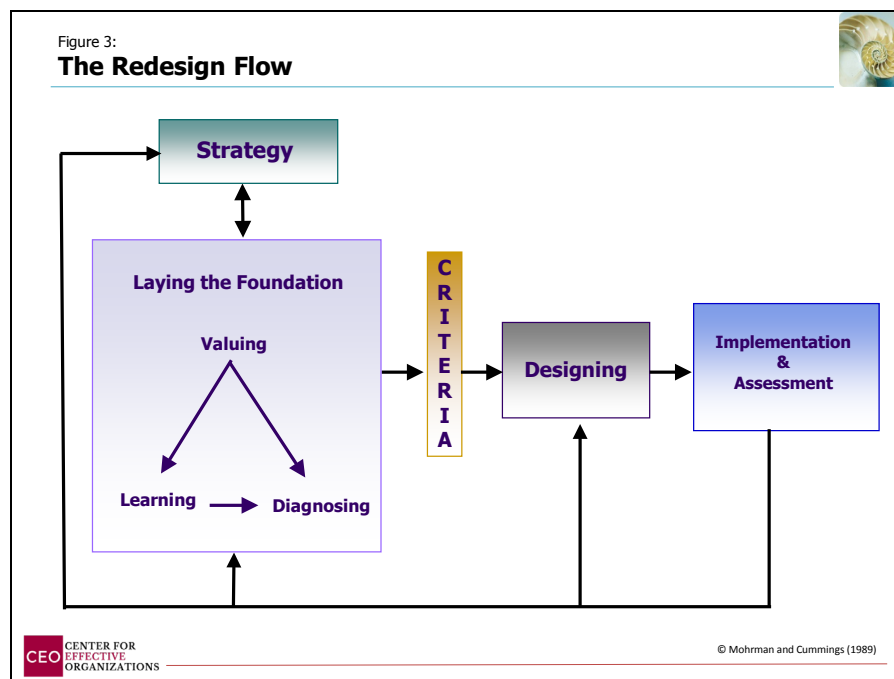 Figure 3:
The Redesign Flow
Strategy
Laying the Foundation
Valuing
Learning
Diagnosing
C
R
I
T
E
R
I
A
Designing
Implementation
&
Assessment
CEO
CENTER FOR
EFFECTIVE
ORGANIZATIONS
© Mohrman and Cummings (1989)